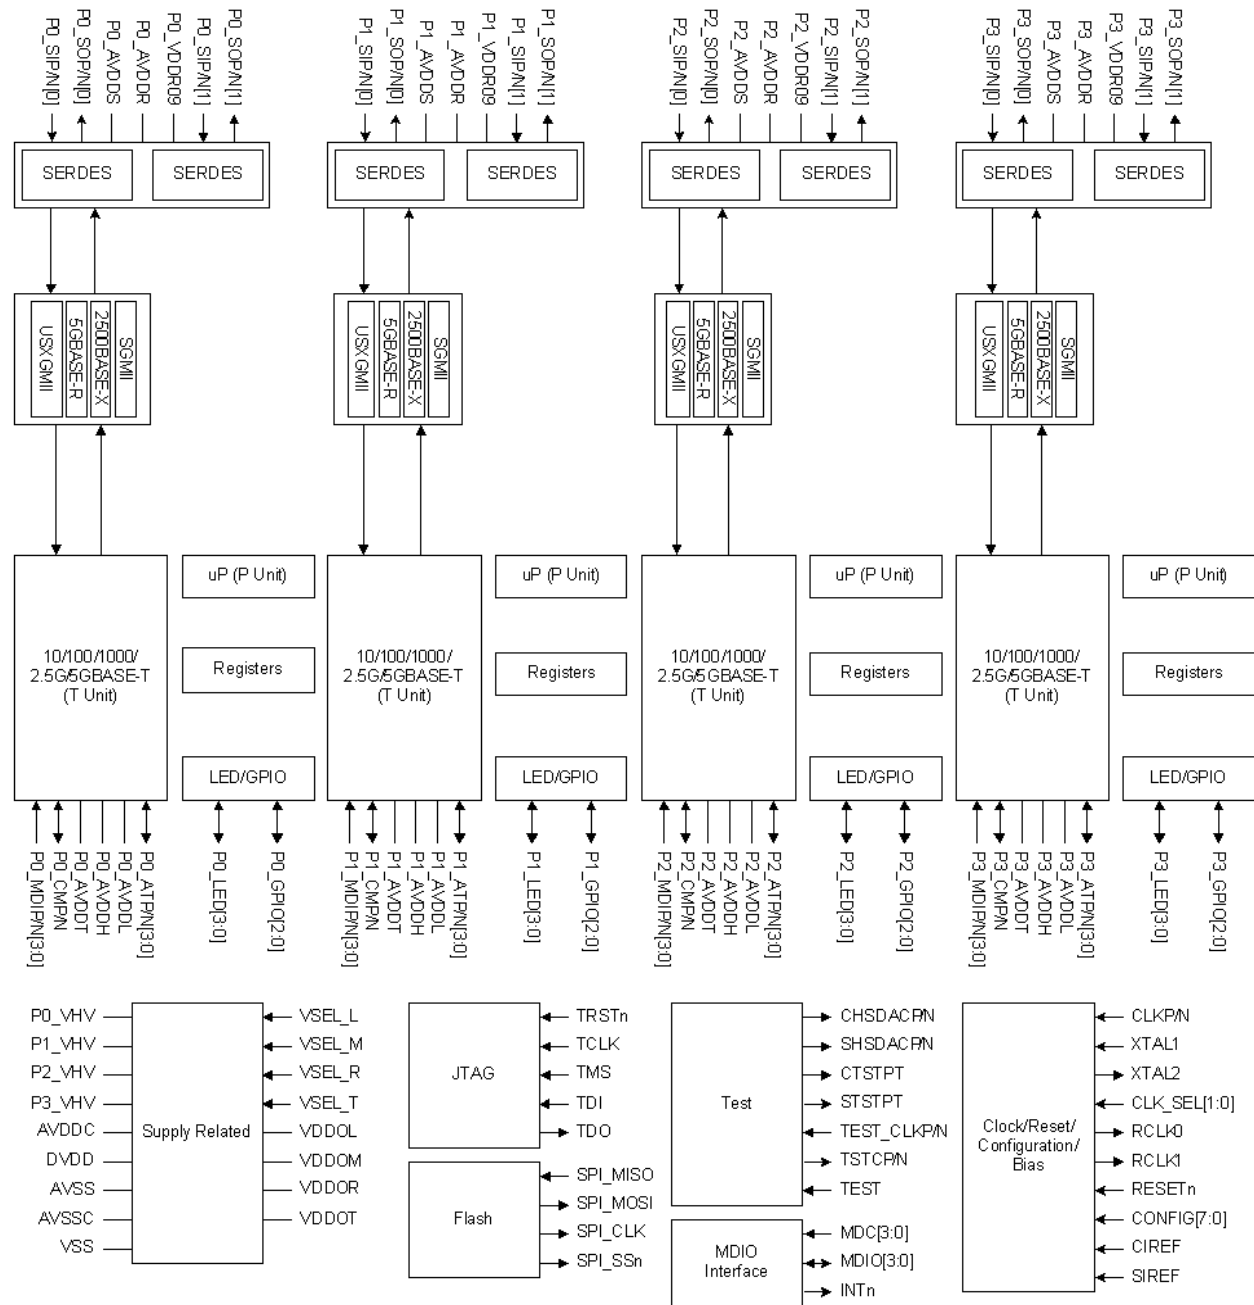 P0_SIP/N[0]
P0_SOP/N[0]
P0_AVDDS
P0_AVDDR
P0_VDDR09
P0_SIP/N[1]
P0_SOP/N[1]
P1_SIP/N[0]
P1_SOP/N[0]
P1_AVDDS
P1_AVDDR
P1_VDDR09
P1_SIP/N[1]
P1_SOP/N[1]
P2_SIP/N[0]
P2_SOP/N[0]
P2_AVDDS
P2_AVDDR
P2_VDDR09
P2_SIP/N[1]
P2_SOP/N[1]
P3_SIP/N[0]
P3_SOP/N[0]
P3_AVDDS
P3_AVDDR
P3_VDDR09
P3_SIP/N[1]
P3_SOP/N[1]
SERDES
SERDES
SERDES
SERDES
SERDES
SERDES
SERDES
SERDES
USXGMII
5GBASE-R
2500BASE-X
SGMII
USXGMII
5GBASE-R
2500BASE-X
SGMII
USXGMII
5GBASE-R
2500BASE-X
SGMII
USXGMII
5GBASE-R
2500BASE-X
SGMII
10/100/1000/
2.5G/5GBASE-T
(T Unit)
uP (P Unit)
Registers
LED/GPIO
10/100/1000/
2.5G/5GBASE-T
(T Unit)
uP (P Unit)
Registers
LED/GPIO
10/100/1000/
2.5G/5GBASE-T
(T Unit)
uP (P Unit)
Registers
LED/GPIO
10/100/1000/
2.5G/5GBASE-T
(T Unit)
uP (P Unit)
Registers
LED/GPIO
P0_MDIP/N[3:0]
P0_CMP/N
P0_AVDDT
P0_AVDDH
P0_AVDDL
P0_ATP/N[3:0]
P0_LED[3:0]
P0_GPIO[2:0]
P1_MDIP/N[3:0]
P1_CMP/N
P1_AVDDT
P1_AVDDH
P1_AVDDL
P1_ATP/N[3:0]
P1_LED[3:0]
P1_GPIO[2:0]
P2_MDIP/N[3:0]
P2_CMP/N
P2_AVDDT
P2_AVDDH
P2_AVDDL
P2_ATP/N[3:0]
P2_LED[3:0]
P2_GPIO[2:0]
P3_MDIP/N[3:0]
P3_CMP/N
P3_AVDDT
P3_AVDDH
P3_AVDDL
P3_ATP/N[3:0]
P3_LED[3:0]
P3_GPIO[2:0]
P0_VHV
P1_VHV
P2_VHV
P3_VHV
AVDDC
DVDD
AVSS
AVSSC
VSS
Supply Related
VSEL_L
VSEL_M
VSEL_R
VSEL_T
VDDOL
VDDOM
VDDOR
VDDOT
JTAG
TRSTn
TCLK
TMS
TDI
TDO
Flash
SPI_MISO
SPI_MOSI
SPI_CLK
SPI_SSn
Test
CHSDACP/N
SHSDACP/N
CTSTPT
STSTPT
TEST_CLKP/N
TSTCP/N
TEST
MDIO
Interface
MDC[3:0]
MDIO[3:0]
INTn
Clock/Reset/
Configuration/
Bias
CLKP/N
XTAL1
XTAL2
CLK_SEL[1:0]
RCLK0
RCLK1
RESETn
CONFIG[7:0]
CIREF
SIREF